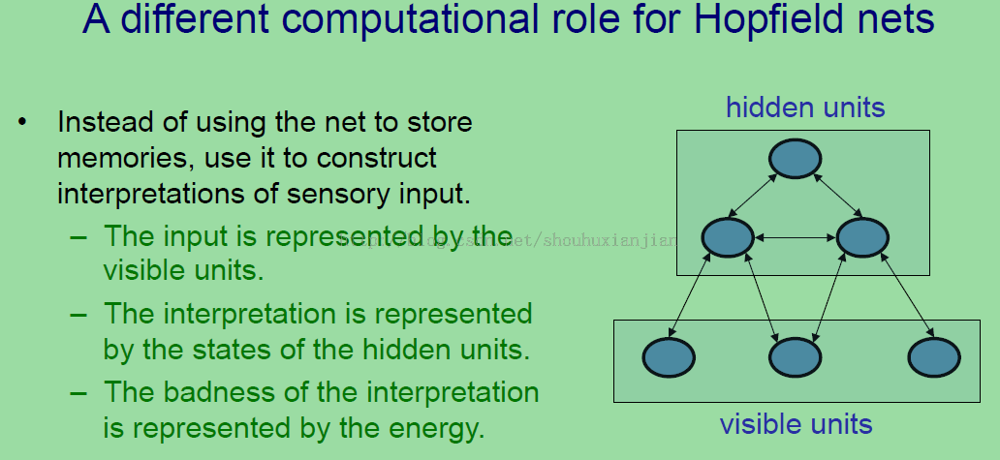 A different computational role for Hopfield nets
• Instead of using the net to store
memories, use it to construct
interpretations of sensory input.
– The input is represented by the
visible units.
– The interpretation is represented
by the states of the hidden units.
– The badness of the interpretation
is represented by the energy.
hidden units
visible units
http://blog.csdn.net/shouhuxianjian